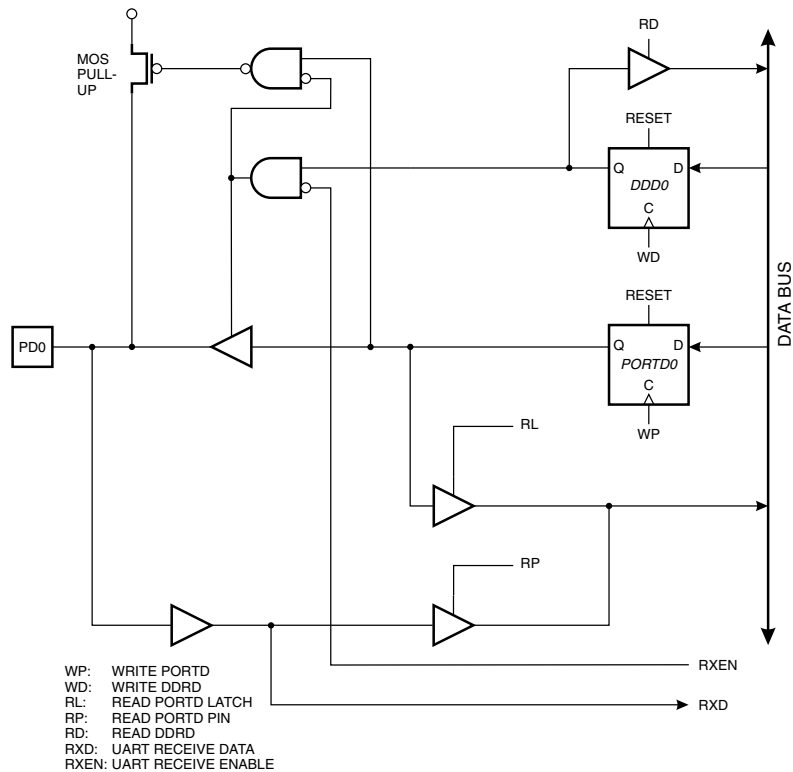 RD
MOS
PULL-
UP
RESET
Q
D
DDD0
C
WD
DATA BUS
RESET
PD0
Q
D
PORTD0
C
WP
RL
RP
RXEN
WP: WRITE PORTD
WD: WRITE DDRD
RL: READ PORTD LATCH
RXD
RP: READ PORTD PIN
RD: READ DDRD
RXD: UART RECEIVE DATA
RXEN: UART RECEIVE ENABLE